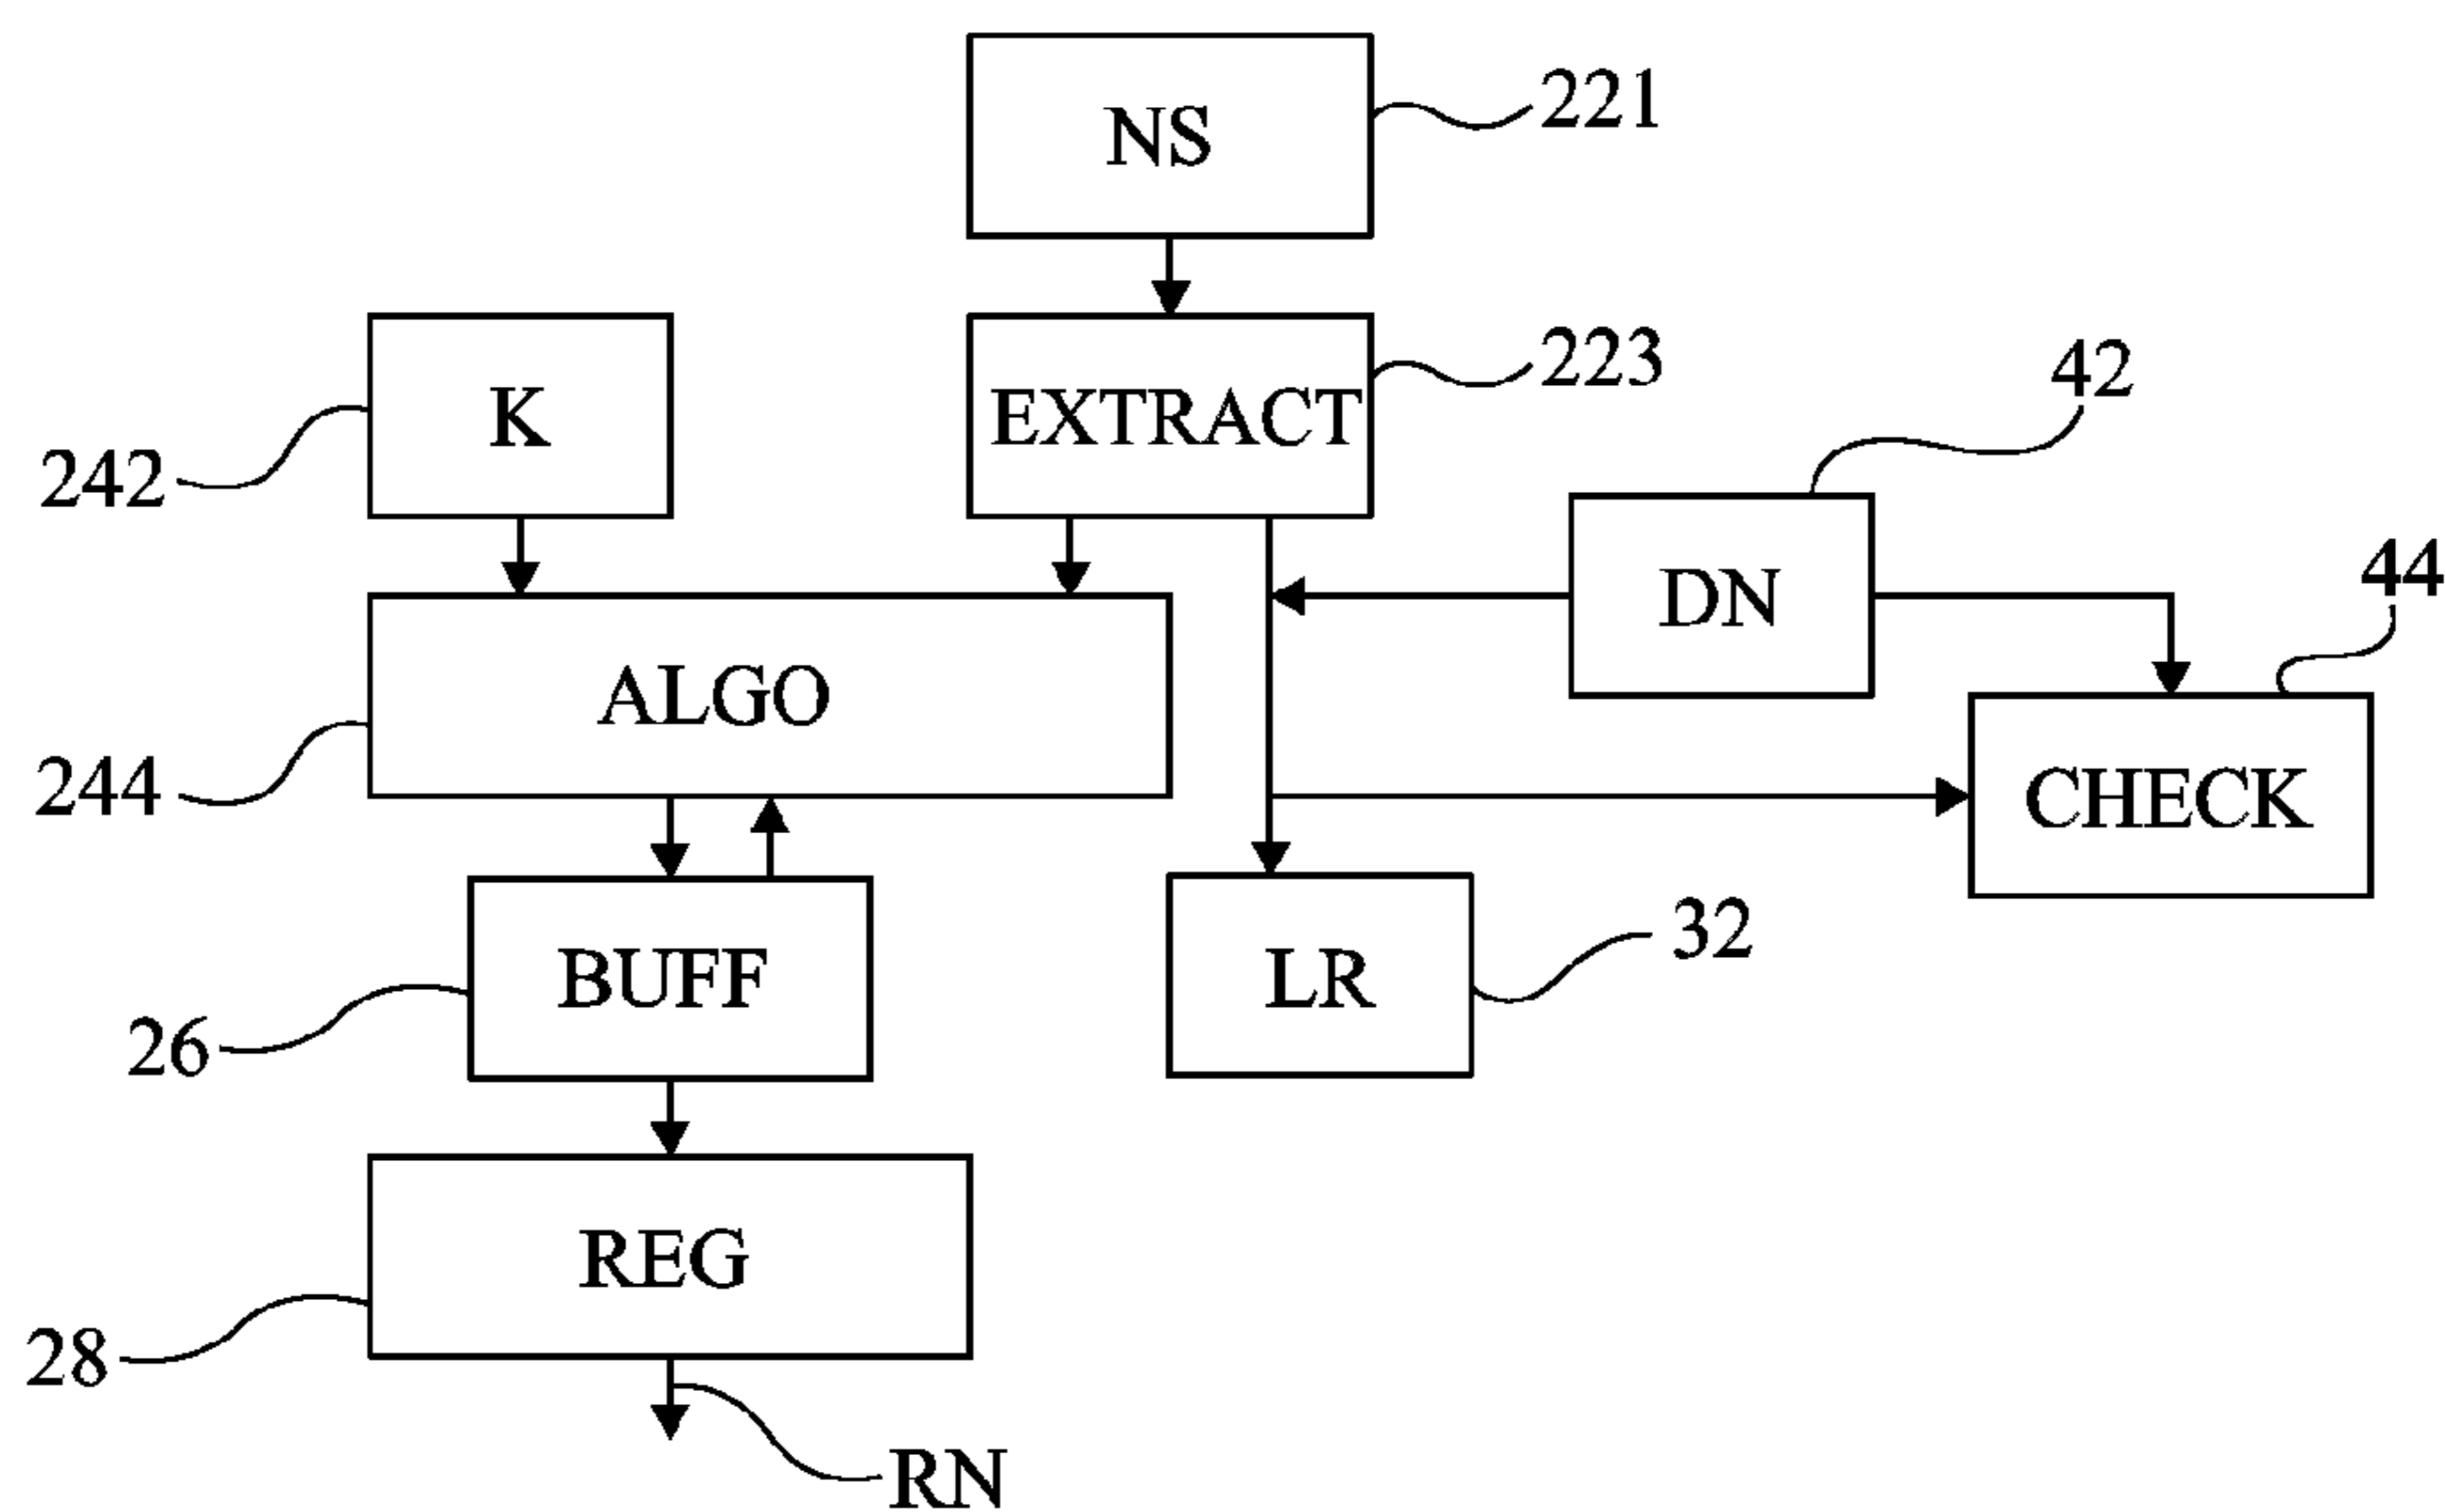 NS
221
K
EXTRACT
223
42
242
DN
44
ALGO
244
CHECK
BUFF
LR
32
26
REG
28
RN